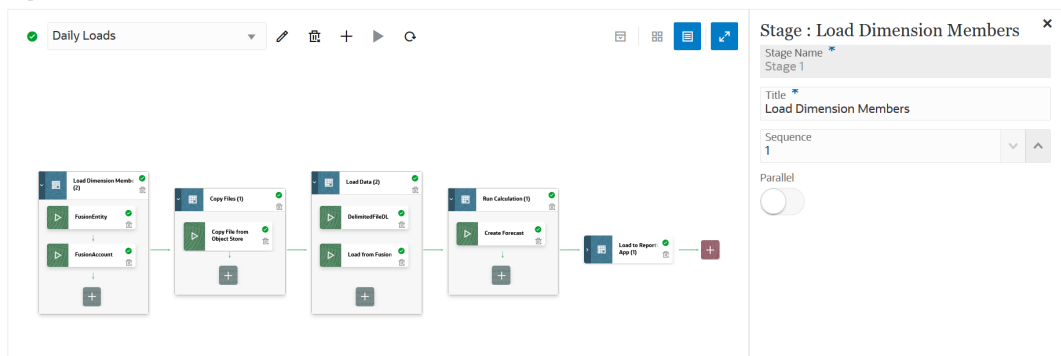 Daily Loads
Load Dimension Membe
(2)
FusionEntity
FusionAccount
Copy Files (1)
Copy File from
Object Store
Load Data (2)
DelimitedFileDL
Load from Fusion
Run Calculation (1)
Create Forecast
Load to Report
App (1)
Stage : Load Dimension Members
Stage Name *
Stage 1
Title *
Load Dimension Members
Sequence
1
Parallel